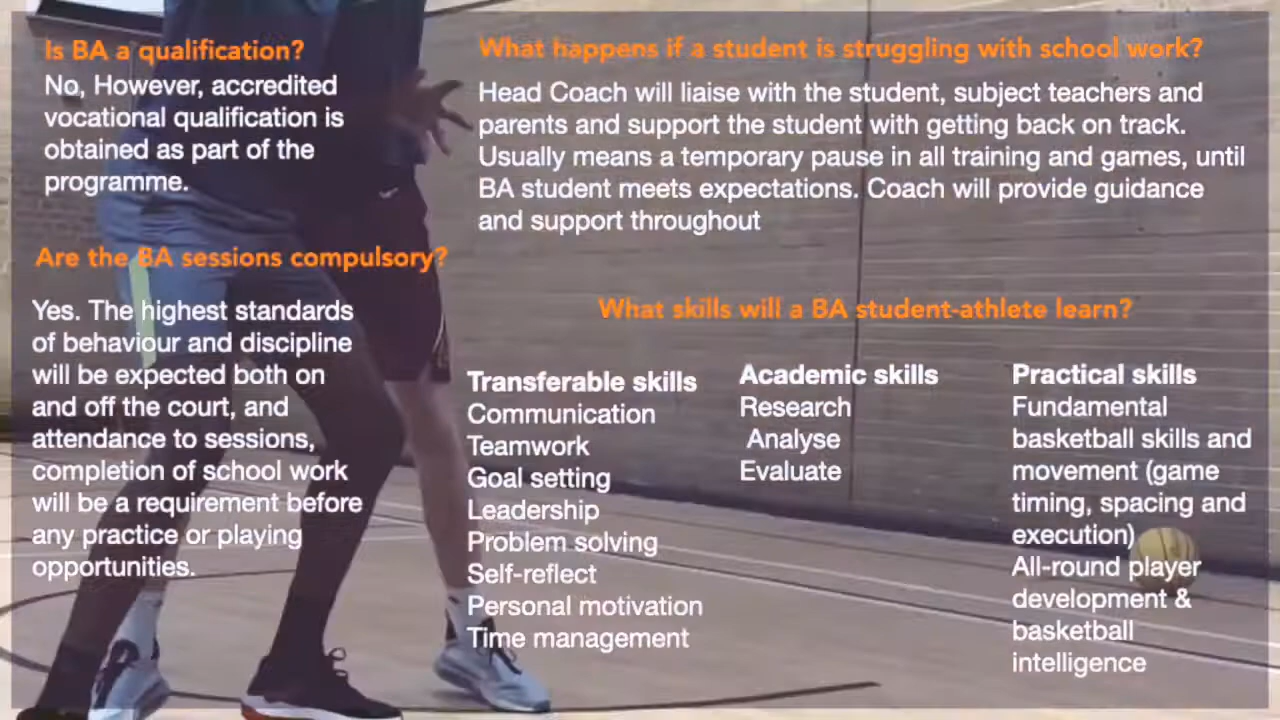 Is BA a qualification?
No, However, accredited
vocational qualification is
obtained as part of the
programme.
Are the BA sessions compulsory?
Yes. The highest standards
of behaviour and discipline
will be expected both on
and off the court, and
attendance to sessions,
completion of school work
will be a requirement before
any practice or playing
opportunities.
What happens if a student is struggling with school work?
Head Coach will liaise with the student, subject teachers and
parents and support the student with getting back on track.
Usually means a temporary pause in all training and games, until
BA student meets expectations. Coach will provide guidance
and support throughout
What skills will a BA student-athlete learn?
Transferable skills
Communication
Teamwork
Goal setting
Leadership
Problem solving
Self-reflect
Personal motivation
Time management
Academic skills
Research
Analyse
Evaluate
Practical skills
Fundamental
basketball skills and
movement (game
timing, spacing and
execution)
All-round player
development &
basketball
intelligence